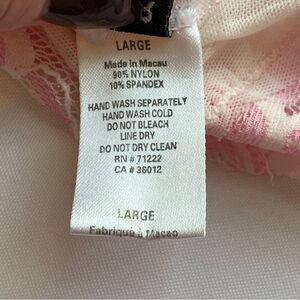 LARGE
Made in Macau
90% NYLON
10% SPANDEX
HAND WASH SEPARATELY
HAND WASH COLD
DO NOT BLEACH
LINE DRY
DO NOT DRY CLEAN
RN # 71222
CA # 36012
LARGE
Fabriqué à Macao